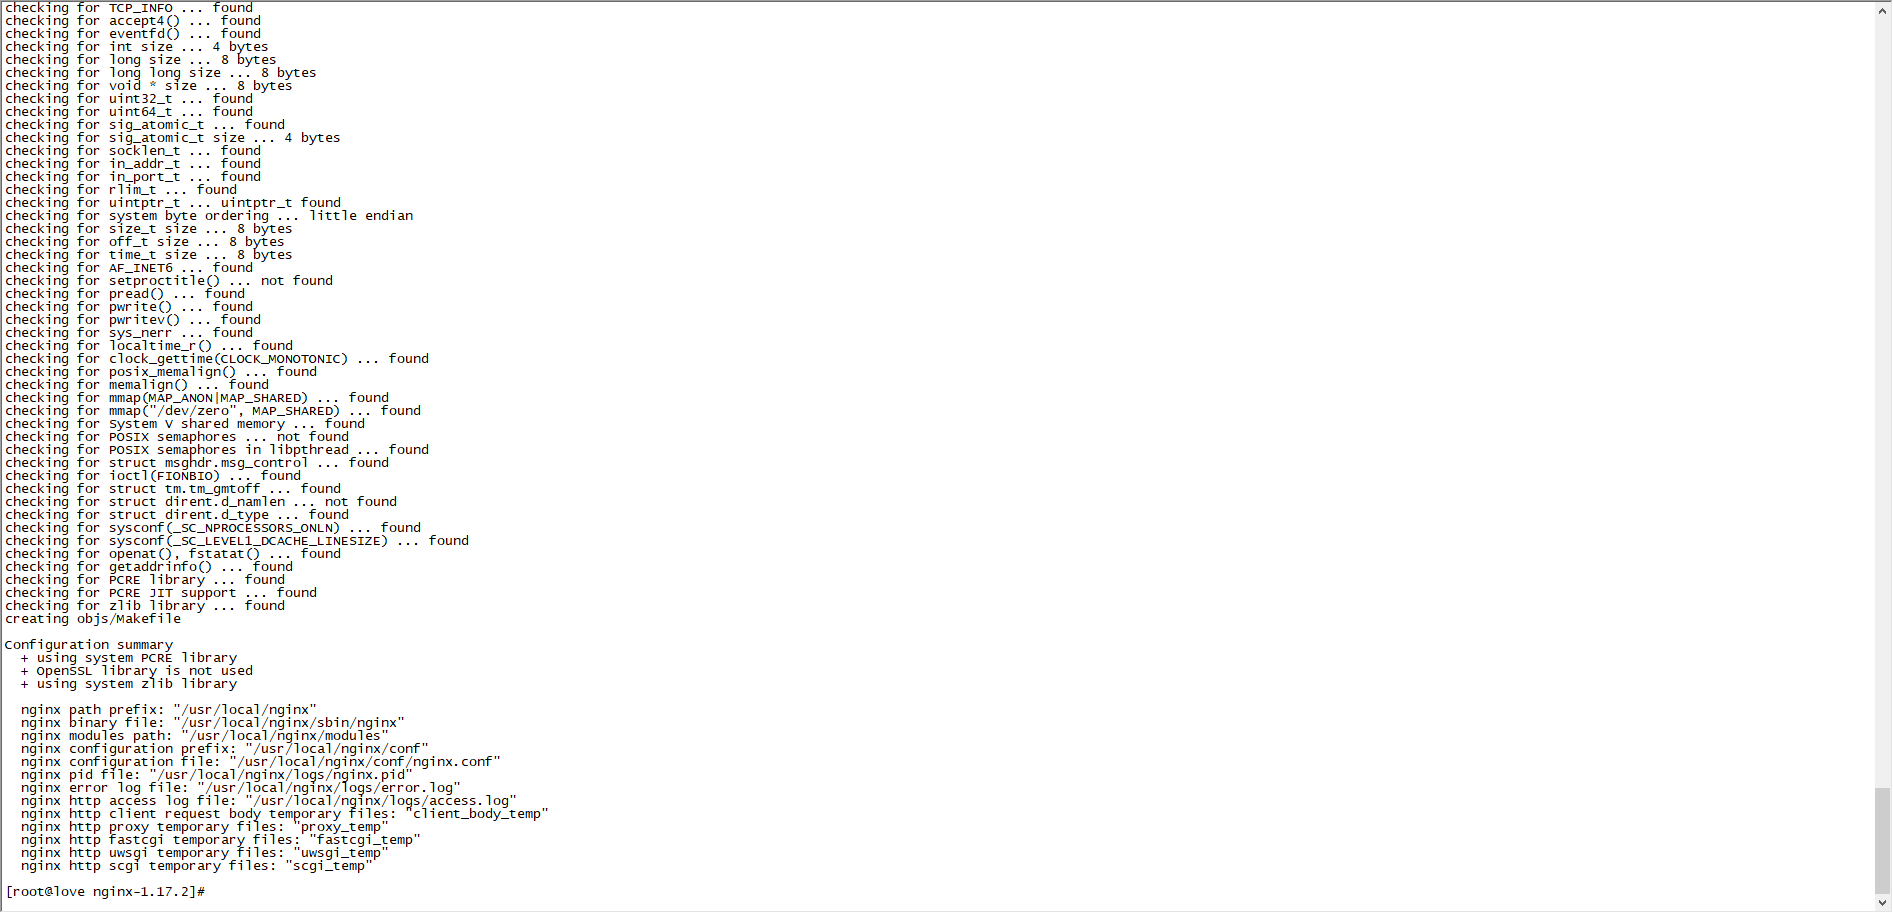 checking for TCP_INFO ... found
checking for accept4() ... found
checking for eventfd() ... found
checking for int size ... 4 bytes
checking for long size ... 8 bytes
checking for long long size ... 8 bytes
checking for void * size ... 8 bytes
checking for uint32_t ... found
checking for uint64_t ... found
checking for sig_atomic_t ... found
checking for sig_atomic_t size ... 4 bytes
checking for socklen_t ... found
checking for in_addr_t ... found
checking for in_port_t ... found
checking for rlim_t ... found
checking for uintptr_t ... uintptr_t found
checking for system byte ordering ... little endian
checking for size_t size ... 8 bytes
checking for off_t size ... 8 bytes
checking for time_t size ... 8 bytes
checking for AF_INET6 ... found
checking for setproctitle() ... not found
checking for pread() ... found
checking for pwrite() ... found
checking for pwritev() ... found
checking for sys_nerr ... found
checking for localtime_r() ... found
checking for clock_gettime(CLOCK_MONOTONIC) ... found
checking for posix_memalign() ... found
checking for memalign() ... found
checking for mmap(MAP_ANON|MAP_SHARED) ... found
checking for mmap("/dev/zero", MAP_SHARED) ... found
checking for System V shared memory ... found
checking for POSIX semaphores ... not found
checking for POSIX semaphores in libpthread ... found
checking for struct msghdr.msg_control ... found
checking for ioctl(FIONBIO) ... found
checking for struct tm.tm_gmtoff ... found
checking for struct dirent.d_namlen ... not found
checking for struct dirent.d_type ... found
checking for sysconf(_SC_NPROCESSORS_ONLN) ... found
checking for sysconf(_SC_LEVEL1_DCACHE_LINESIZE) ... found
checking for openat(), fstatat() ... found
checking for getaddrinfo() ... found
checking for PCRE library ... found
checking for PCRE JIT support ... found
checking for zlib library ... found
creating objs/Makefile

Configuration summary
  + using system PCRE library
  + OpenSSL library is not used
  + using system zlib library

  nginx path prefix: "/usr/local/nginx"
  nginx binary file: "/usr/local/nginx/sbin/nginx"
  nginx modules path: "/usr/local/nginx/modules"
  nginx configuration prefix: "/usr/local/nginx/conf"
  nginx configuration file: "/usr/local/nginx/conf/nginx.conf"
  nginx pid file: "/usr/local/nginx/logs/nginx.pid"
  nginx error log file: "/usr/local/nginx/logs/error.log"
  nginx http access log file: "/usr/local/nginx/logs/access.log"
  nginx http client request body temporary files: "client_body_temp"
  nginx http proxy temporary files: "proxy_temp"
  nginx http fastcgi temporary files: "fastcgi_temp"
  nginx http uwsgi temporary files: "uwsgi_temp"
  nginx http scgi temporary files: "scgi_temp"

[root@love nginx-1.17.2]#